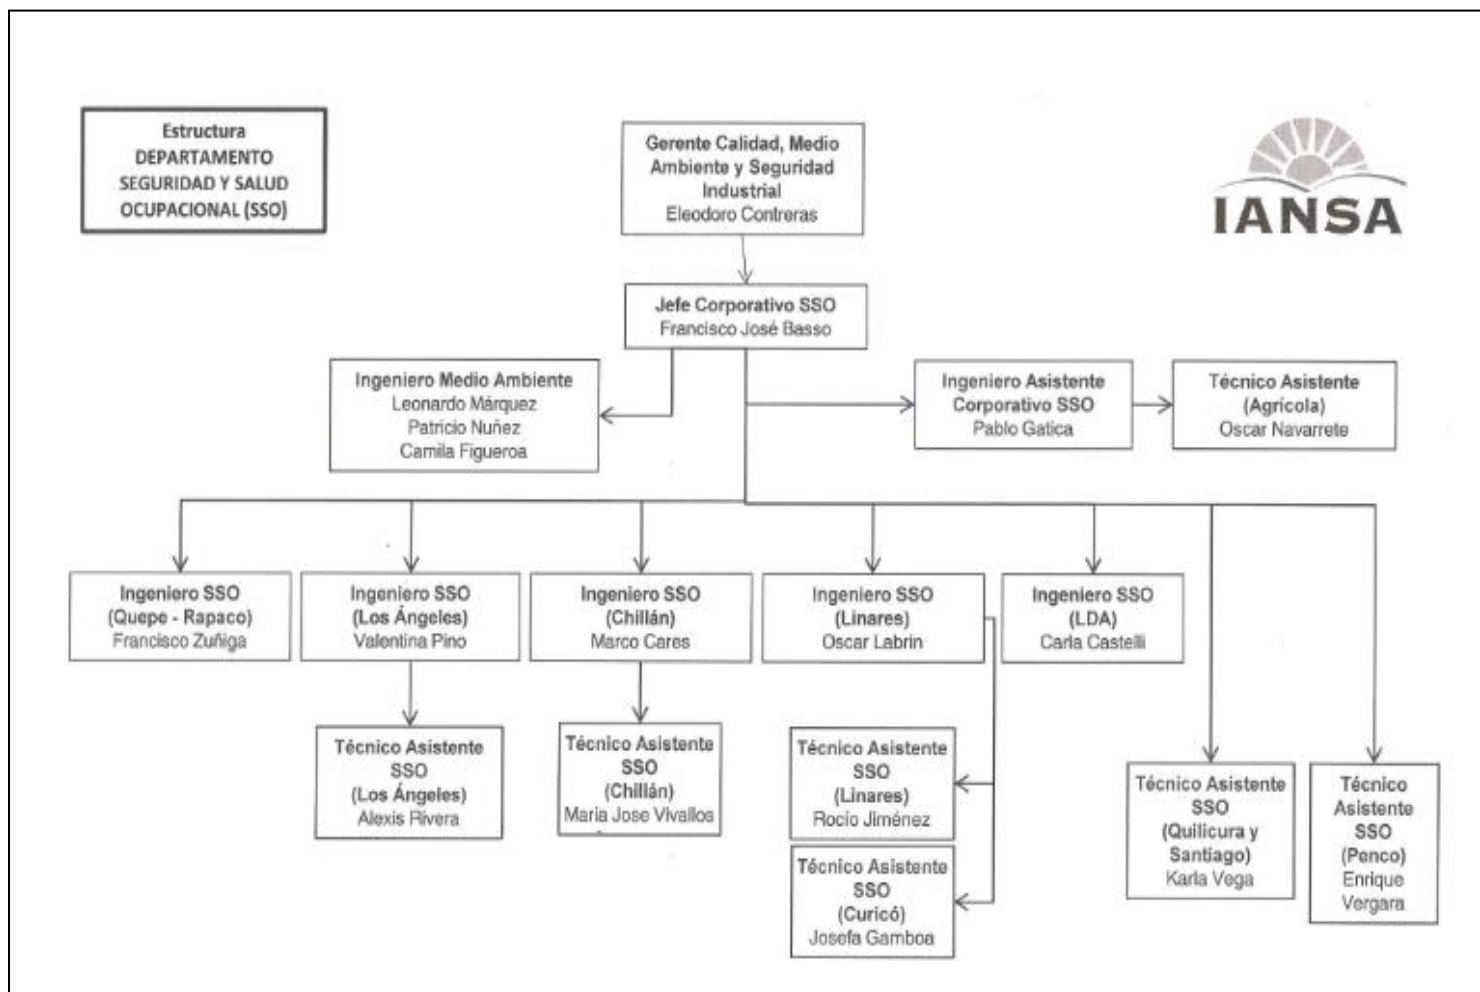 Estructura
DEPARTAMENTO
SEGURIDAD Y SALUD
OCUPACIONAL (SSO)
Gerente Calidad, Medio
Ambiente y Seguridad
Industrial
Eleodoro Contreras
IANSA
Jefe Corporativo SSO
Francisco José Basso
Ingeniero Medio Ambiente
Leonardo Márquez
Patricio Nuñez
Camila Figueroa
Ingeniero Asistente
Corporativo SSO
Pablo Gatica
Técnico Asistente
(Agrícola)
Oscar Navarrete
Ingeniero SSO
(Quepe - Rapaco)
Francisco Zuñiga
Ingeniero SSO
(Los Ángeles)
Valentina Pino
Ingeniero SSO
(Chillán)
Marco Cares
Ingeniero SSO
(Linares)
Oscar Labrin
Ingeniero SSO
(LDA)
Carla Castelli
Técnico Asistente
SSO
(Los Ángeles)
Alexis Rivera
Técnico Asistente
SSO
(Chillán)
Maria Jose Vivallos
Técnico Asistente
SSO
(Linares)
Rocio Jiménez
Técnico Asistente
SSO
(Curicó)
Josefa Gamboa
Técnico Asistente
SSO
(Quilicura y
Santiago)
Karla Vega
Técnico
Asistente
SSO
(Penco)
Enrique
Vergara